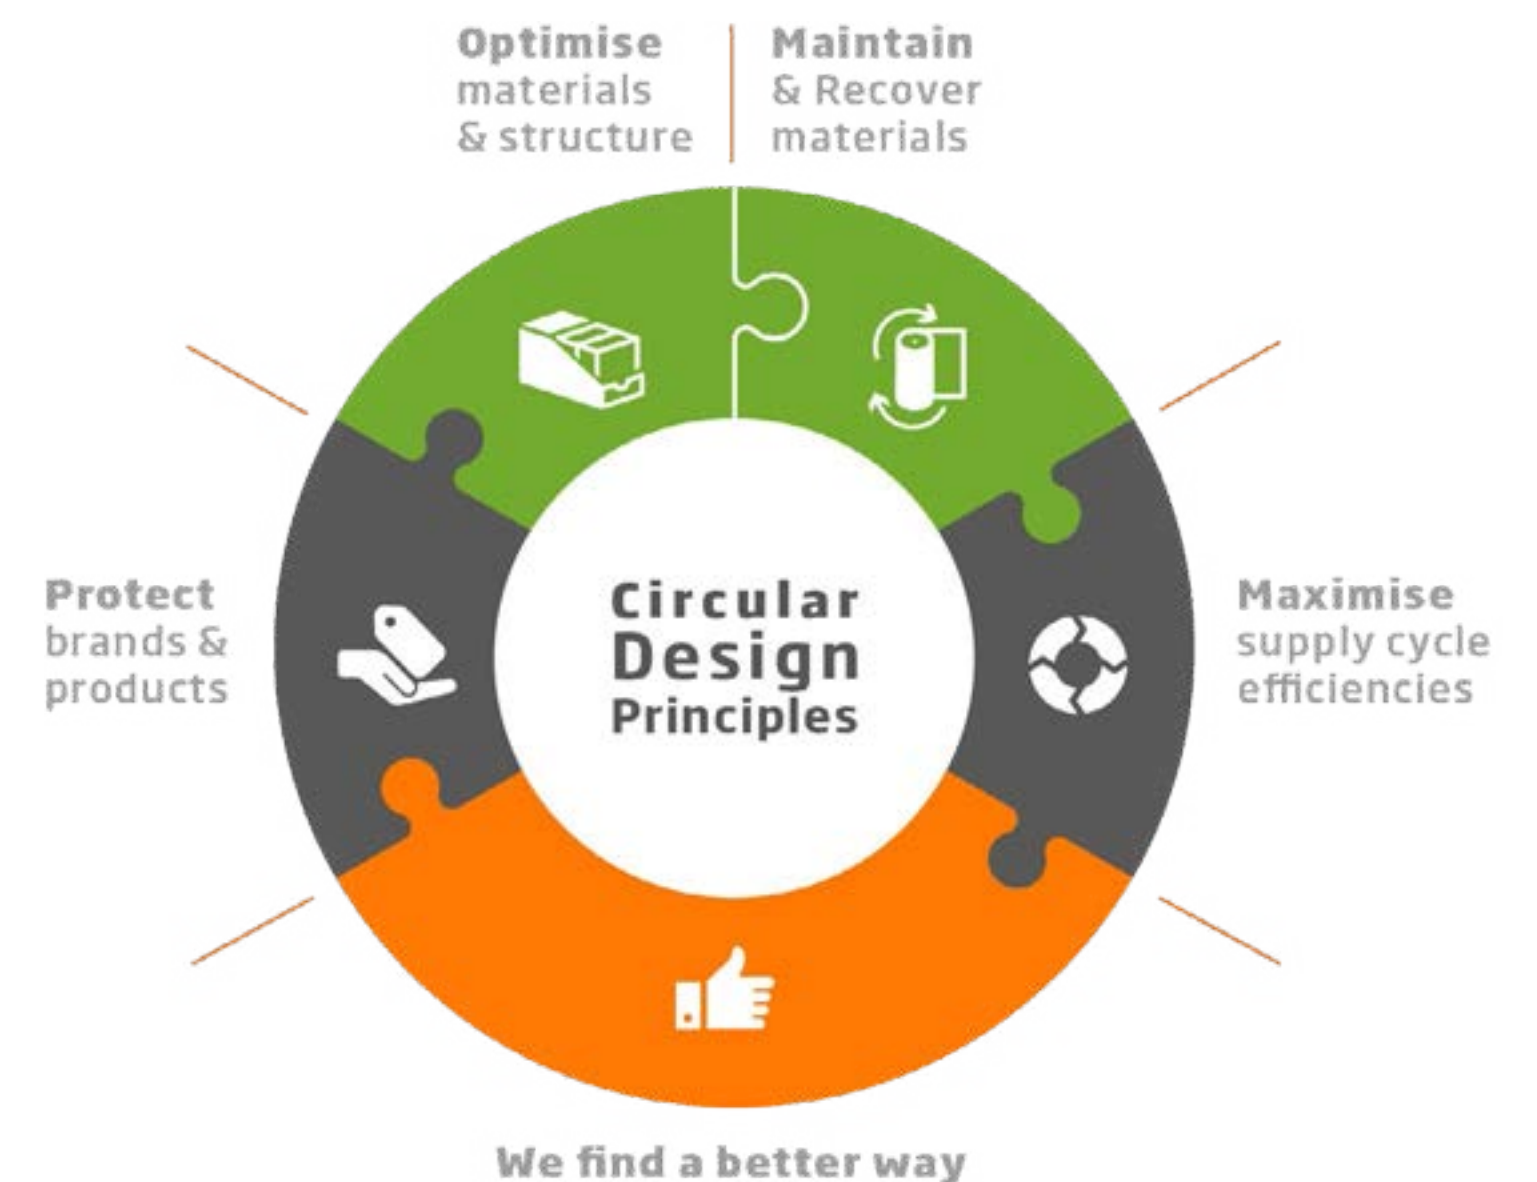 Optimise
materials
& structure
Maintain
& Recover
materials
Protect
brands &
products
Circular
Design
Principles
Maximise
supply cycle
efficiencies
We find a better way